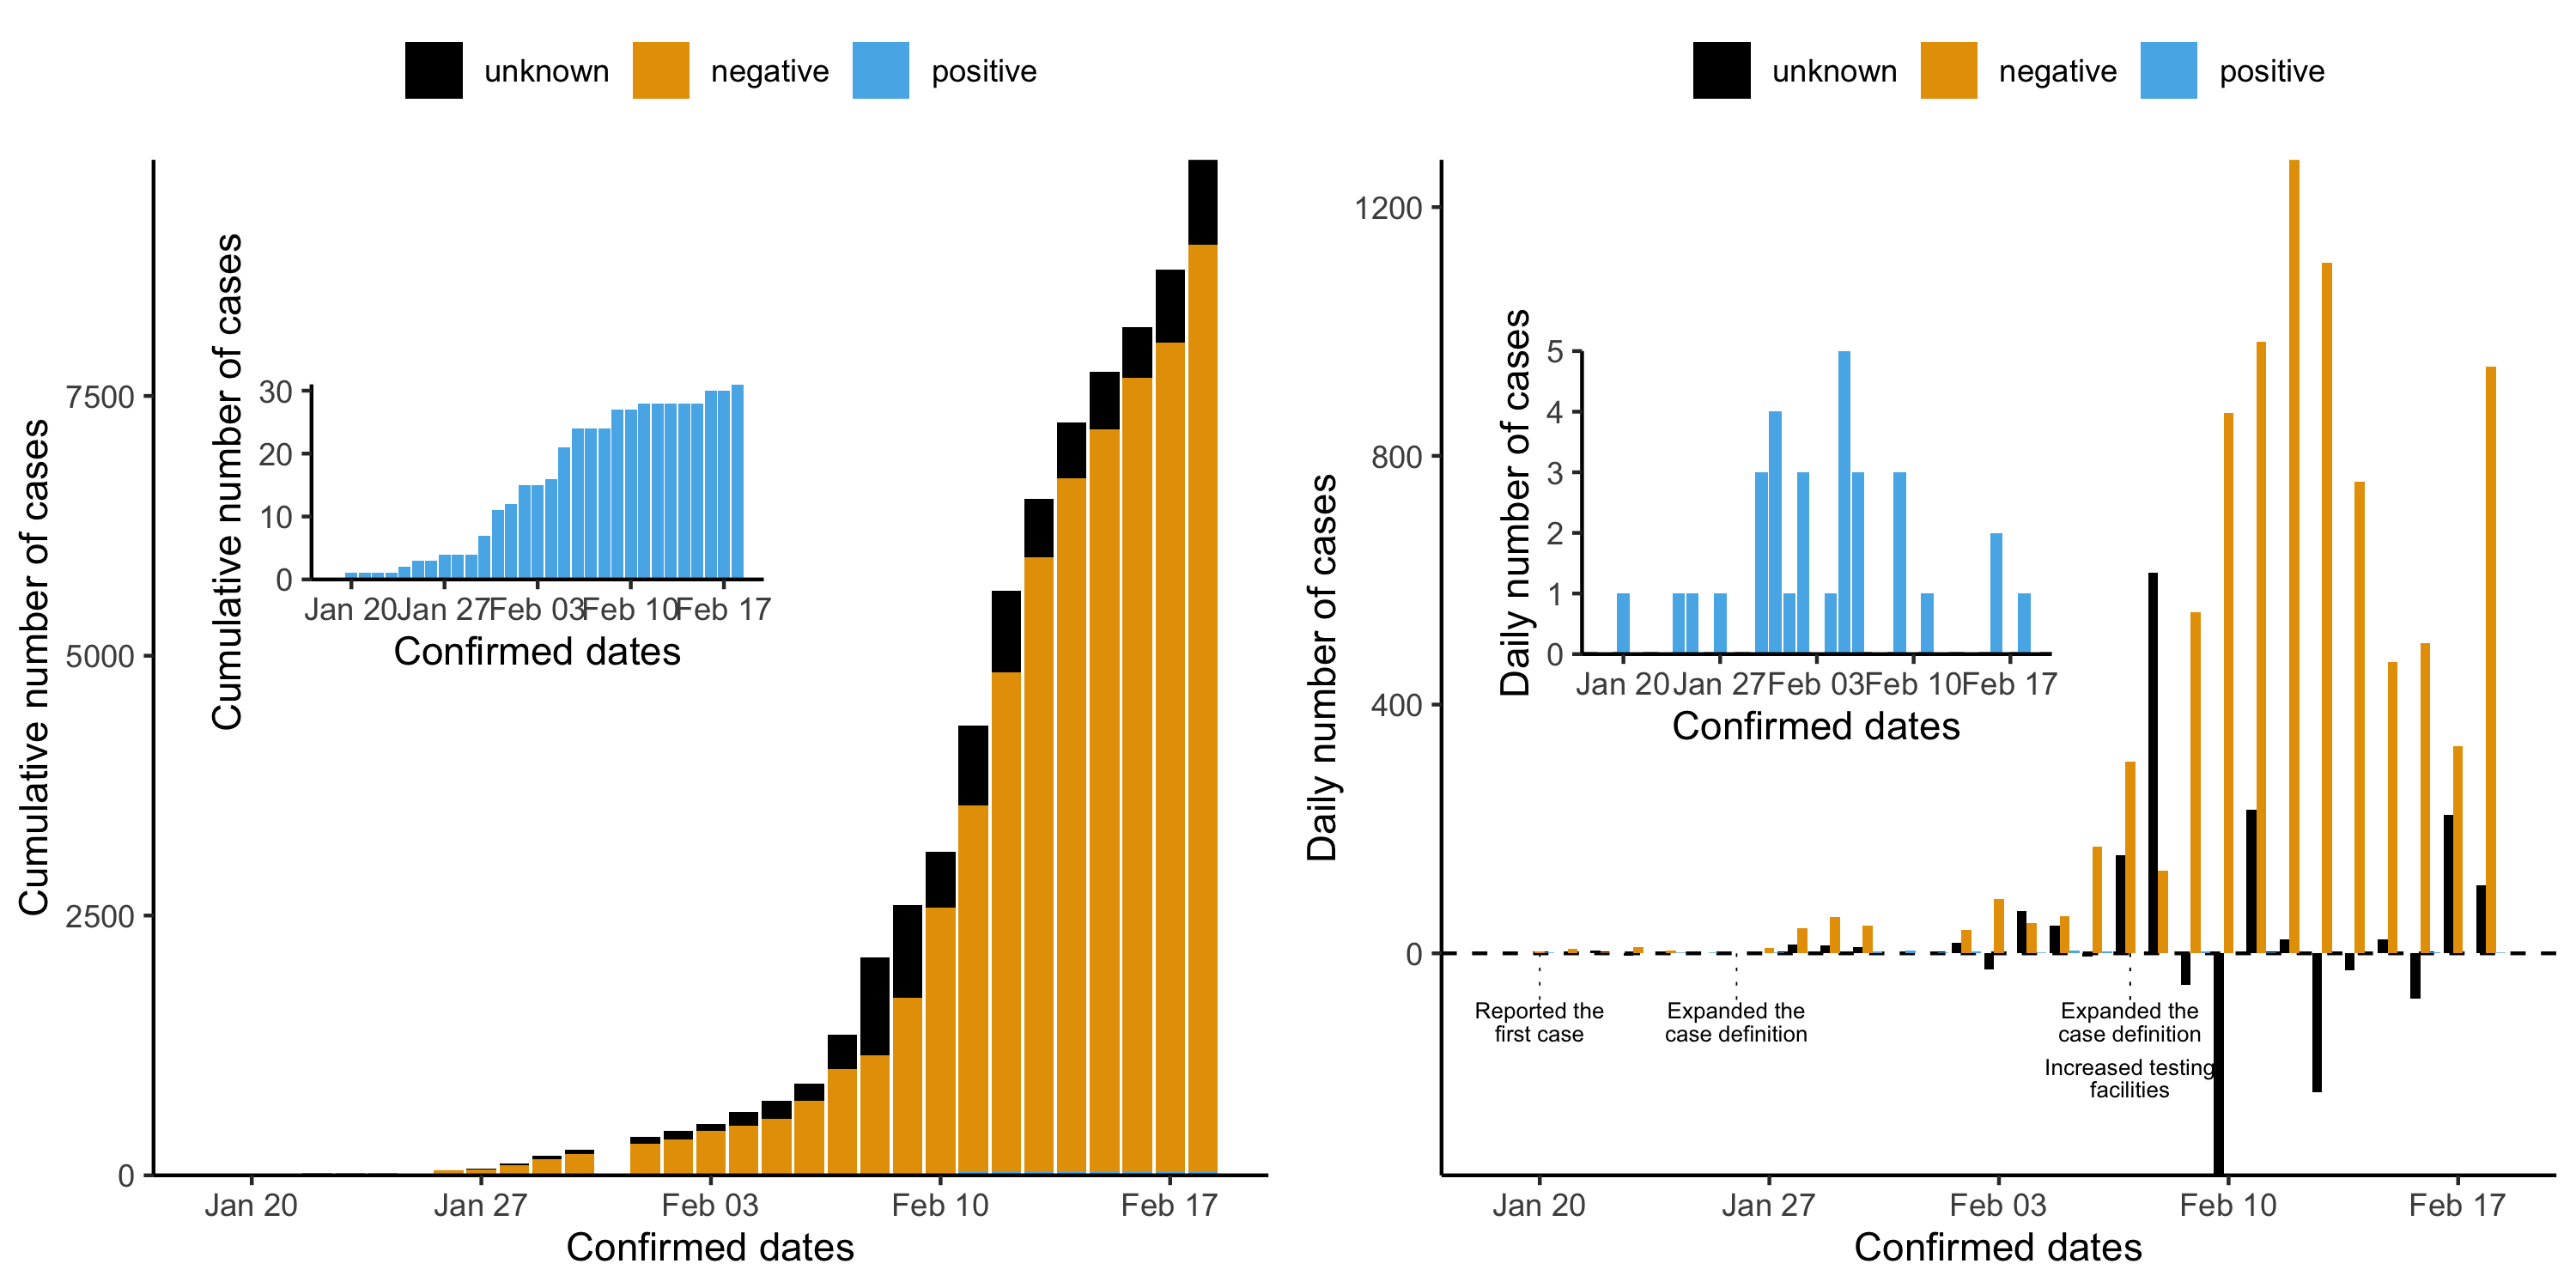 unknown negative positive
Cumulative number of cases
7500
5000
2500
0
Jan 20 Jan 27 Feb 03 Feb 10 Feb 17
Confirmed dates
Cumulative number of cases
30
20
10
0
Jan 20 Jan 27 Feb 03 Feb 10 Feb 17
Confirmed dates
unknown negative positive
Daily number of cases
1200
800
400
0
Daily number of cases
5
4
3
2
1
0
Jan 20 Jan 27 Feb 03 Feb 10 Feb 17
Confirmed dates
Reported the
first case
Expanded the
case definition
Expanded the
case definition
Increased testing
facilities
Jan 20 Jan 27 Feb 03 Feb 10 Feb 17
Confirmed dates